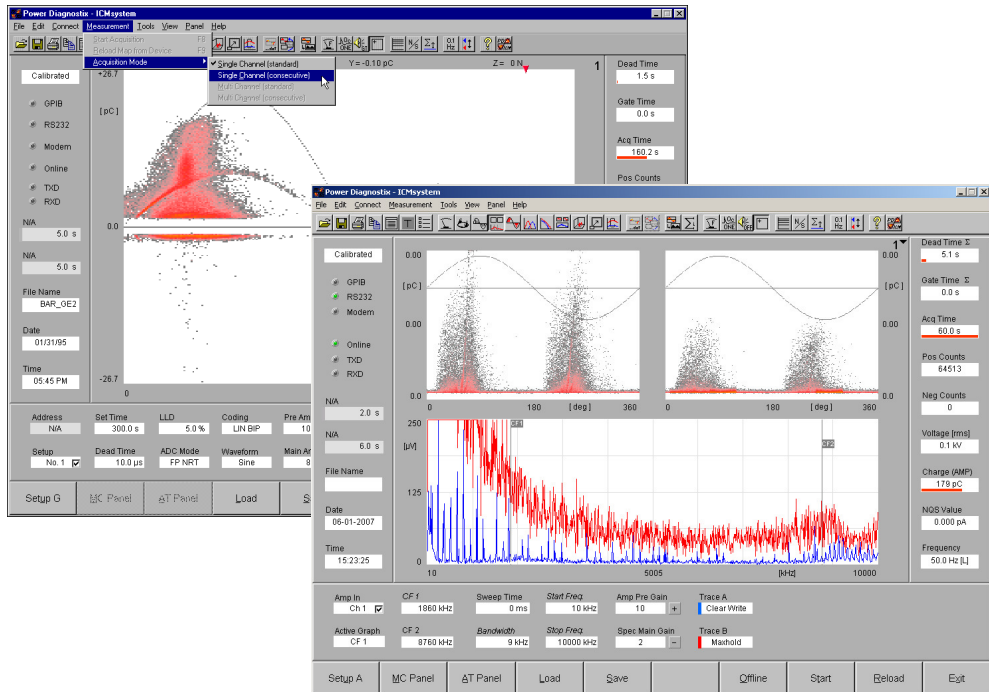 Power Diagnostix - ICMsystem
File Edit Connect Measurement Tools View Panel Help
Start Acquisition F8
Reload Map from Device F9
Acquisition Mode
Single Channel (standard)
Single Channel (consecutive)
Multi Channel (standard)
Multi Channel (consecutive)
Y = -0.10 pC Z = 0 N 1
Calibrated
GPIB
RS232
Modem
Online
TXD
RXD
N/A
5.0 s
N/A
5.0 s
File Name
BAR_GE2
Date
01/31/95
Time
05:45 PM
+26.7
[pC]
0.0
-26.7
0
Dead Time
1.5 s
Gate Time
0.0 s
Acq Time
160.2 s
Pos Counts
Address Set Time LLD Coding Pre Am
N/A 300.0 s 5.0 % LIN BIP 10
Setup Dead Time ADC Mode Waveform Main Am
No. 1 10.0 µs FP NRT Sine 8
Setup G MC Panel AT Panel Load S
Power Diagnostix - ICMsystem
File Edit Connect Measurement Tools View Panel Help
Calibrated
GPIB
RS232
Modem
Online
TXD
RXD
N/A
2.0 s
N/A
6.0 s
File Name
Date
06-01-2007
Time
15:23:25
1
0.00 0.00
[pC] [pC]
0.00 0.00
0.0 0.0
0 180 [deg] 360 0 180 [deg] 360
250
[µV]
125
0
CF1
CF2
10 5005 [kHz] 10000
Dead Time Σ
5.1 s
Gate Time Σ
0.0 s
Acq Time
60.0 s
Pos Counts
64513
Neg Counts
0
Voltage [rms]
0.1 kV
Charge (AMP)
179 pC
NQS Value
0.000 pA
Frequency
50.0 Hz [L]
Amp In CF 1 Sweep Time Start Freq. Amp Pre Gain Trace A
Ch 1 1860 kHz 0 ms 10 kHz 10 + Clear Write
Active Graph CF 2 Bandwidth Stop Freq. Spec Main Gain Trace B
CF 1 8760 kHz 9 kHz 10000 kHz 2 - Maxhold
Setup A MC Panel AT Panel Load Save Offline Start Reload Exit